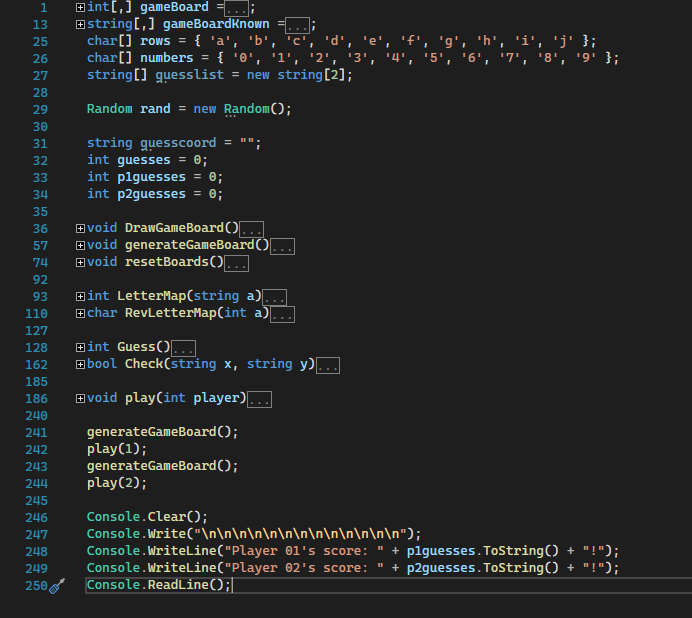 1 int[,] gameBoard =...;
13 string[,] gameBoardKnown =...;
25 char[] rows = { 'a', 'b', 'c', 'd', 'e', 'f', 'g', 'h', 'i', 'j' };
26 char[] numbers = { '0', '1', '2', '3', '4', '5', '6', '7', '8', '9' };
27 string[] guesslist = new string[2];
28
29 Random rand = new Random();
30
31 string guesscoord = "";
32 int guesses = 0;
33 int p1guesses = 0;
34 int p2guesses = 0;
35
36 void DrawGameBoard()...
57 void generateGameBoard()...
74 void resetBoards()...
92
93 int LetterMap(string a)...
110 char RevLetterMap(int a)...
127
128 int Guess()...
162 bool Check(string x, string y)...
185
186 void play(int player)...
240
241 generateGameBoard();
242 play(1);
243 generateGameBoard();
244 play(2);
245
246 Console.Clear();
247 Console.Write("\n\n\n\n\n\n\n\n\n\n\n\n\n");
248 Console.WriteLine("Player 01's score: " + p1guesses.ToString() + "!");
249 Console.WriteLine("Player 02's score: " + p2guesses.ToString() + "!");
250 Console.ReadLine();